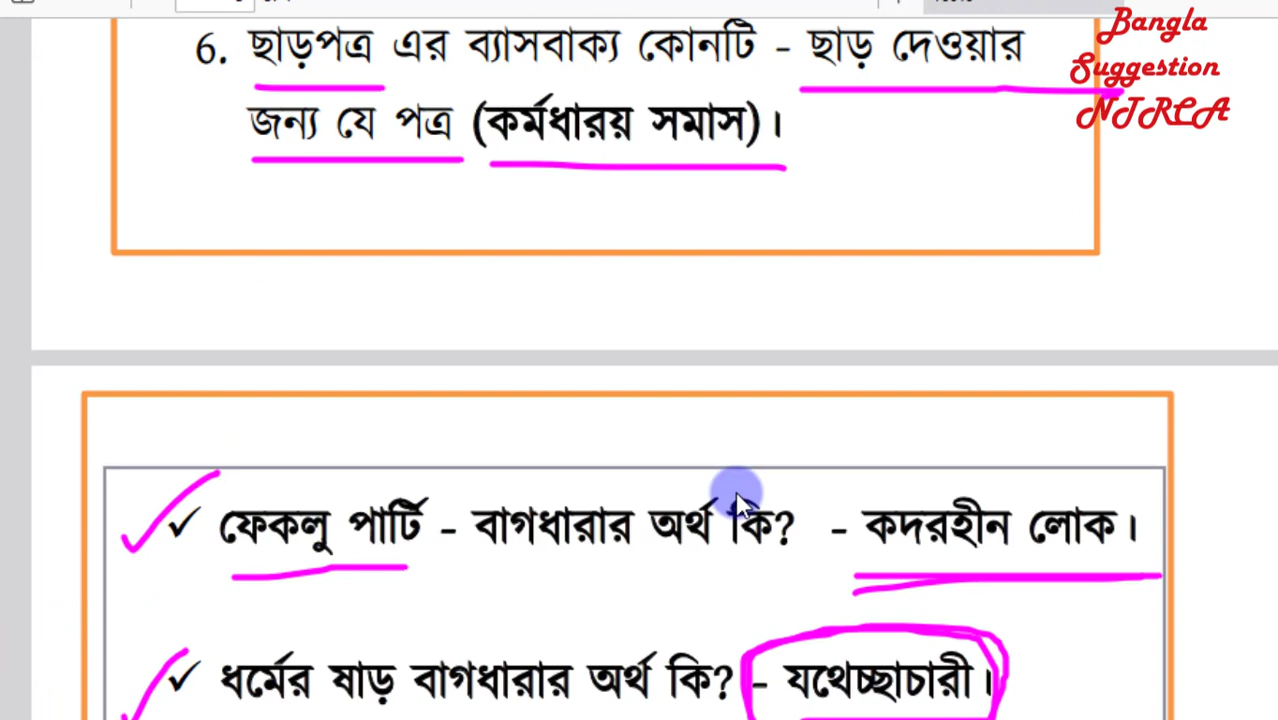 Bangla
Suggestion
NTRCA
6. ছাড়পত্র এর ব্যাসবাক্য কোনটি - ছাড় দেওয়ার
জন্য যে পত্র (কর্মধারয় সমাস)।
✓ ফেকলু পার্টি - বাগধারার অর্থ কি? - কদরহীন লোক।
✓ ধর্মের ষাড় বাগধারার অর্থ কি? - যথেচ্ছাচারী।